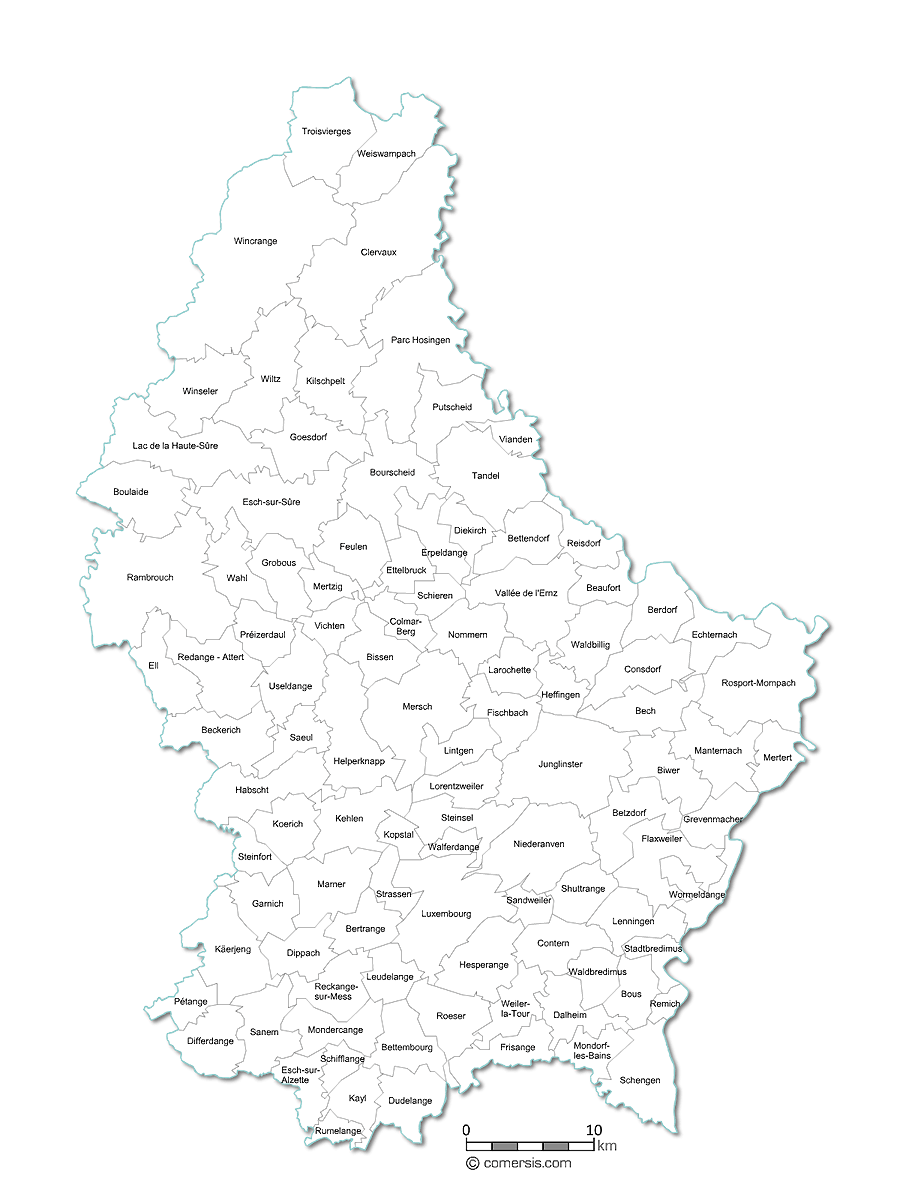 Troisvierges
Weiswampach
Wincrange
Clervaux
Parc Hosingen
Wiltz
Kilschpelt
Winseler
Putscheid
Goesdorf
Vianden
Lac de la Haute-Sûre
Bourscheid
Tandel
Boulaide
Esch-sur-Sûre
Diekirch
Bettendorf
Reisdorf
Feulen
Erpeldange
Grobous
Ettelbruck
Rambrouch
Wahl
Mertzig
Schieren
Vallée de l'Ernz
Beaufort
Berdorf
Vichten
Colmar-
Berg
Préizerdaul
Nommern
Echternach
Waldbillig
Ell
Redange - Attert
Bissen
Larochette
Consdorf
Useldange
Heffingen
Rosport-Mompach
Mersch
Fischbach
Bech
Beckerich
Saeul
Lintgen
Manternach
Mertert
Helperknapp
Junglinster
Biwer
Habscht
Lorentzweiler
Koerich
Kehlen
Steinsel
Betzdorf
Grevenmacher
Kopstal
Walferdange
Niederanven
Flaxweiler
Steinfort
Mamer
Strassen
Schuttrange
Wormeldange
Garnich
Sandweiler
Luxembourg
Lenningen
Bertrange
Contern
Stadtbredimus
Käerjeng
Dippach
Hesperange
Waldbredimus
Leudelange
Reckange-
sur-Mess
Bous
Pétange
Remich
Weiler-
la-Tour
Roeser
Dalheim
Sanem
Mondercange
Differdange
Bettembourg
Frisange
Mondorf-
les-Bains
Schifflange
Esch-sur-
Alzette
Schengen
Kayl
Dudelange
Rumelange
0 10
km
© comersis.com